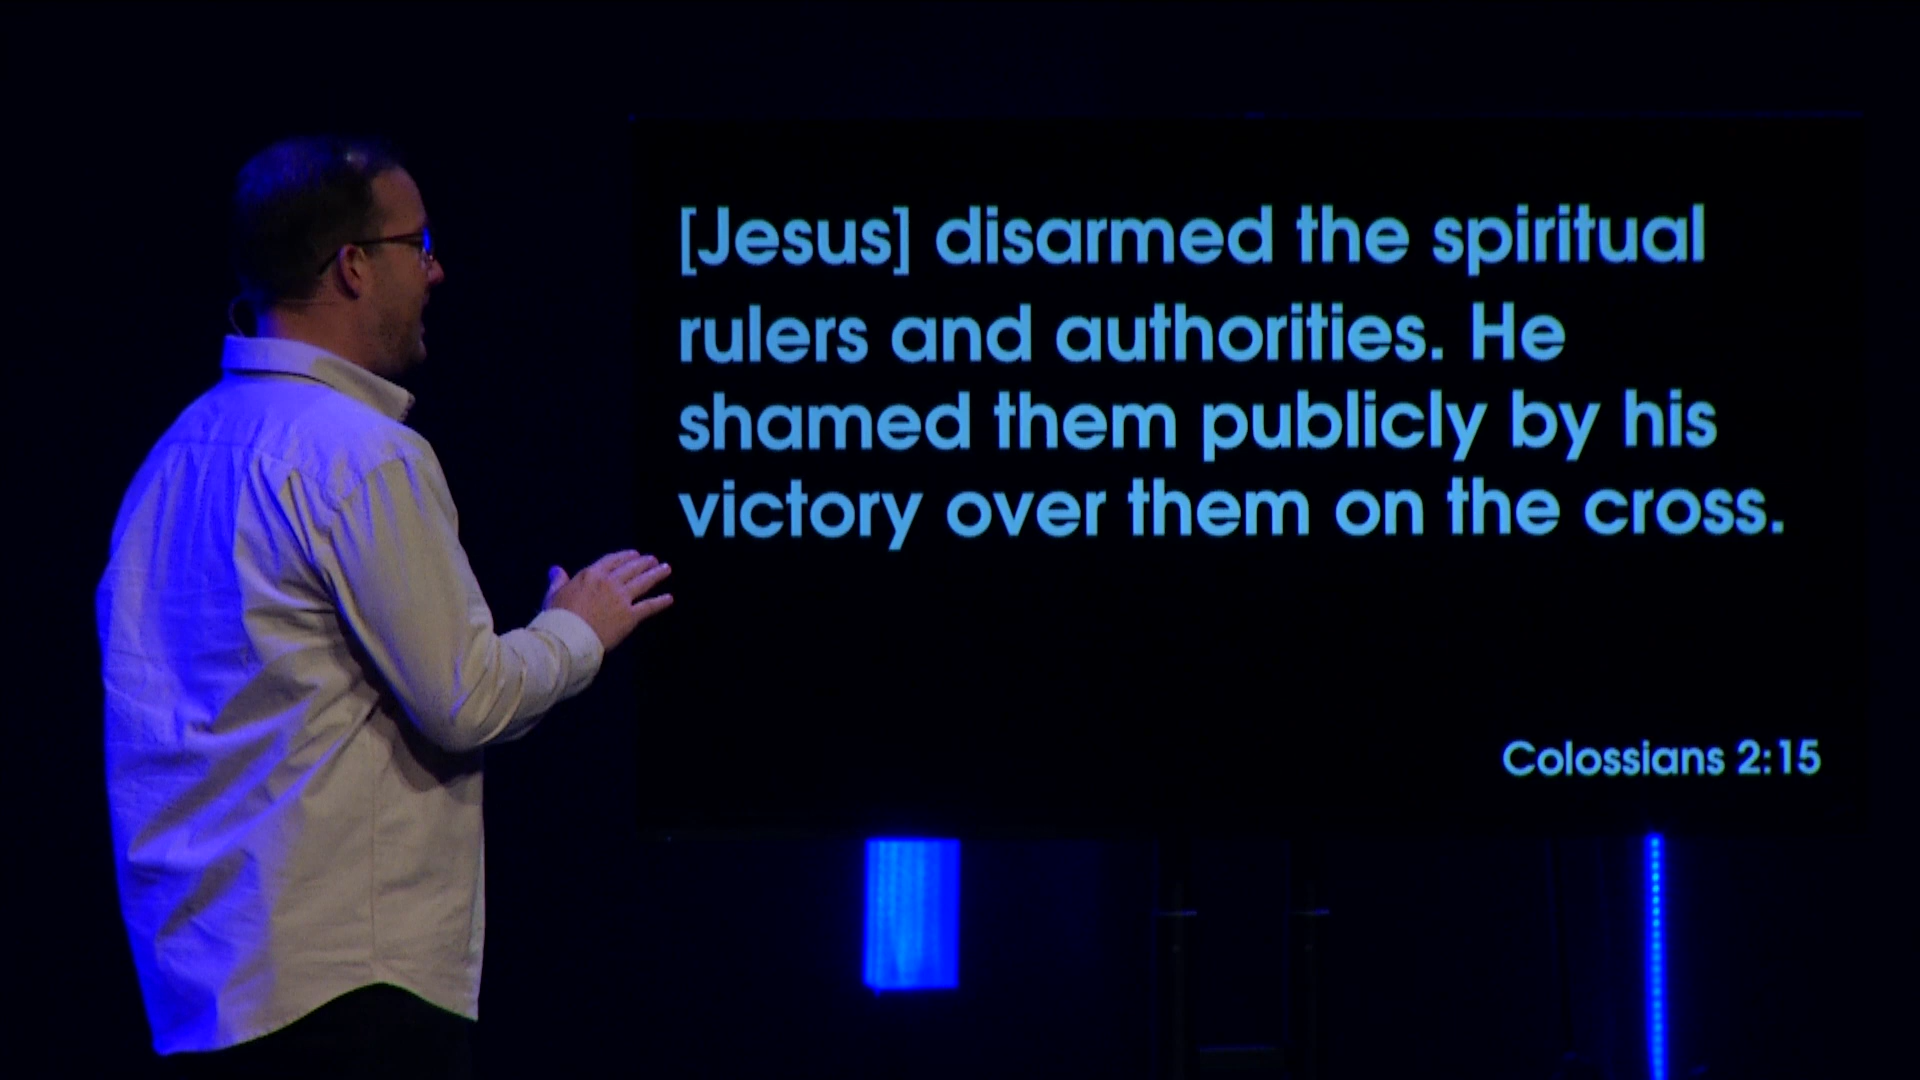 [Jesus] disarmed the spiritual
rulers and authorities. He
shamed them publicly by his
victory over them on the cross.
Colossians 2:15